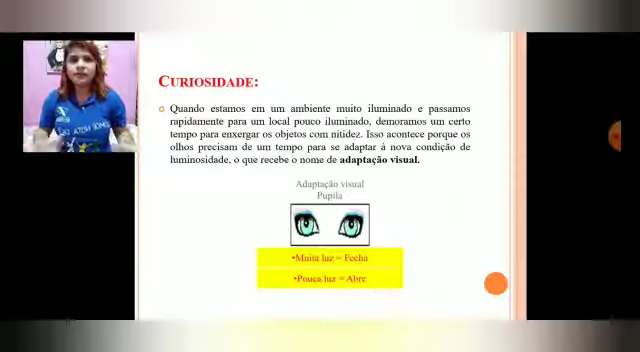 CURIOSIDADE:
Quando estamos em um ambiente muito iluminado e passamos
rapidamente para um local pouco iluminado, demoramos um certo
tempo para enxergar os objetos com nitidez. Isso acontece porque os
olhos precisam de um tempo para se adaptar à nova condição de
luminosidade, o que recebe o nome de adaptação visual.
Adaptação visual
Pupila
•Muita luz = Fecha
•Pouca luz = Abre